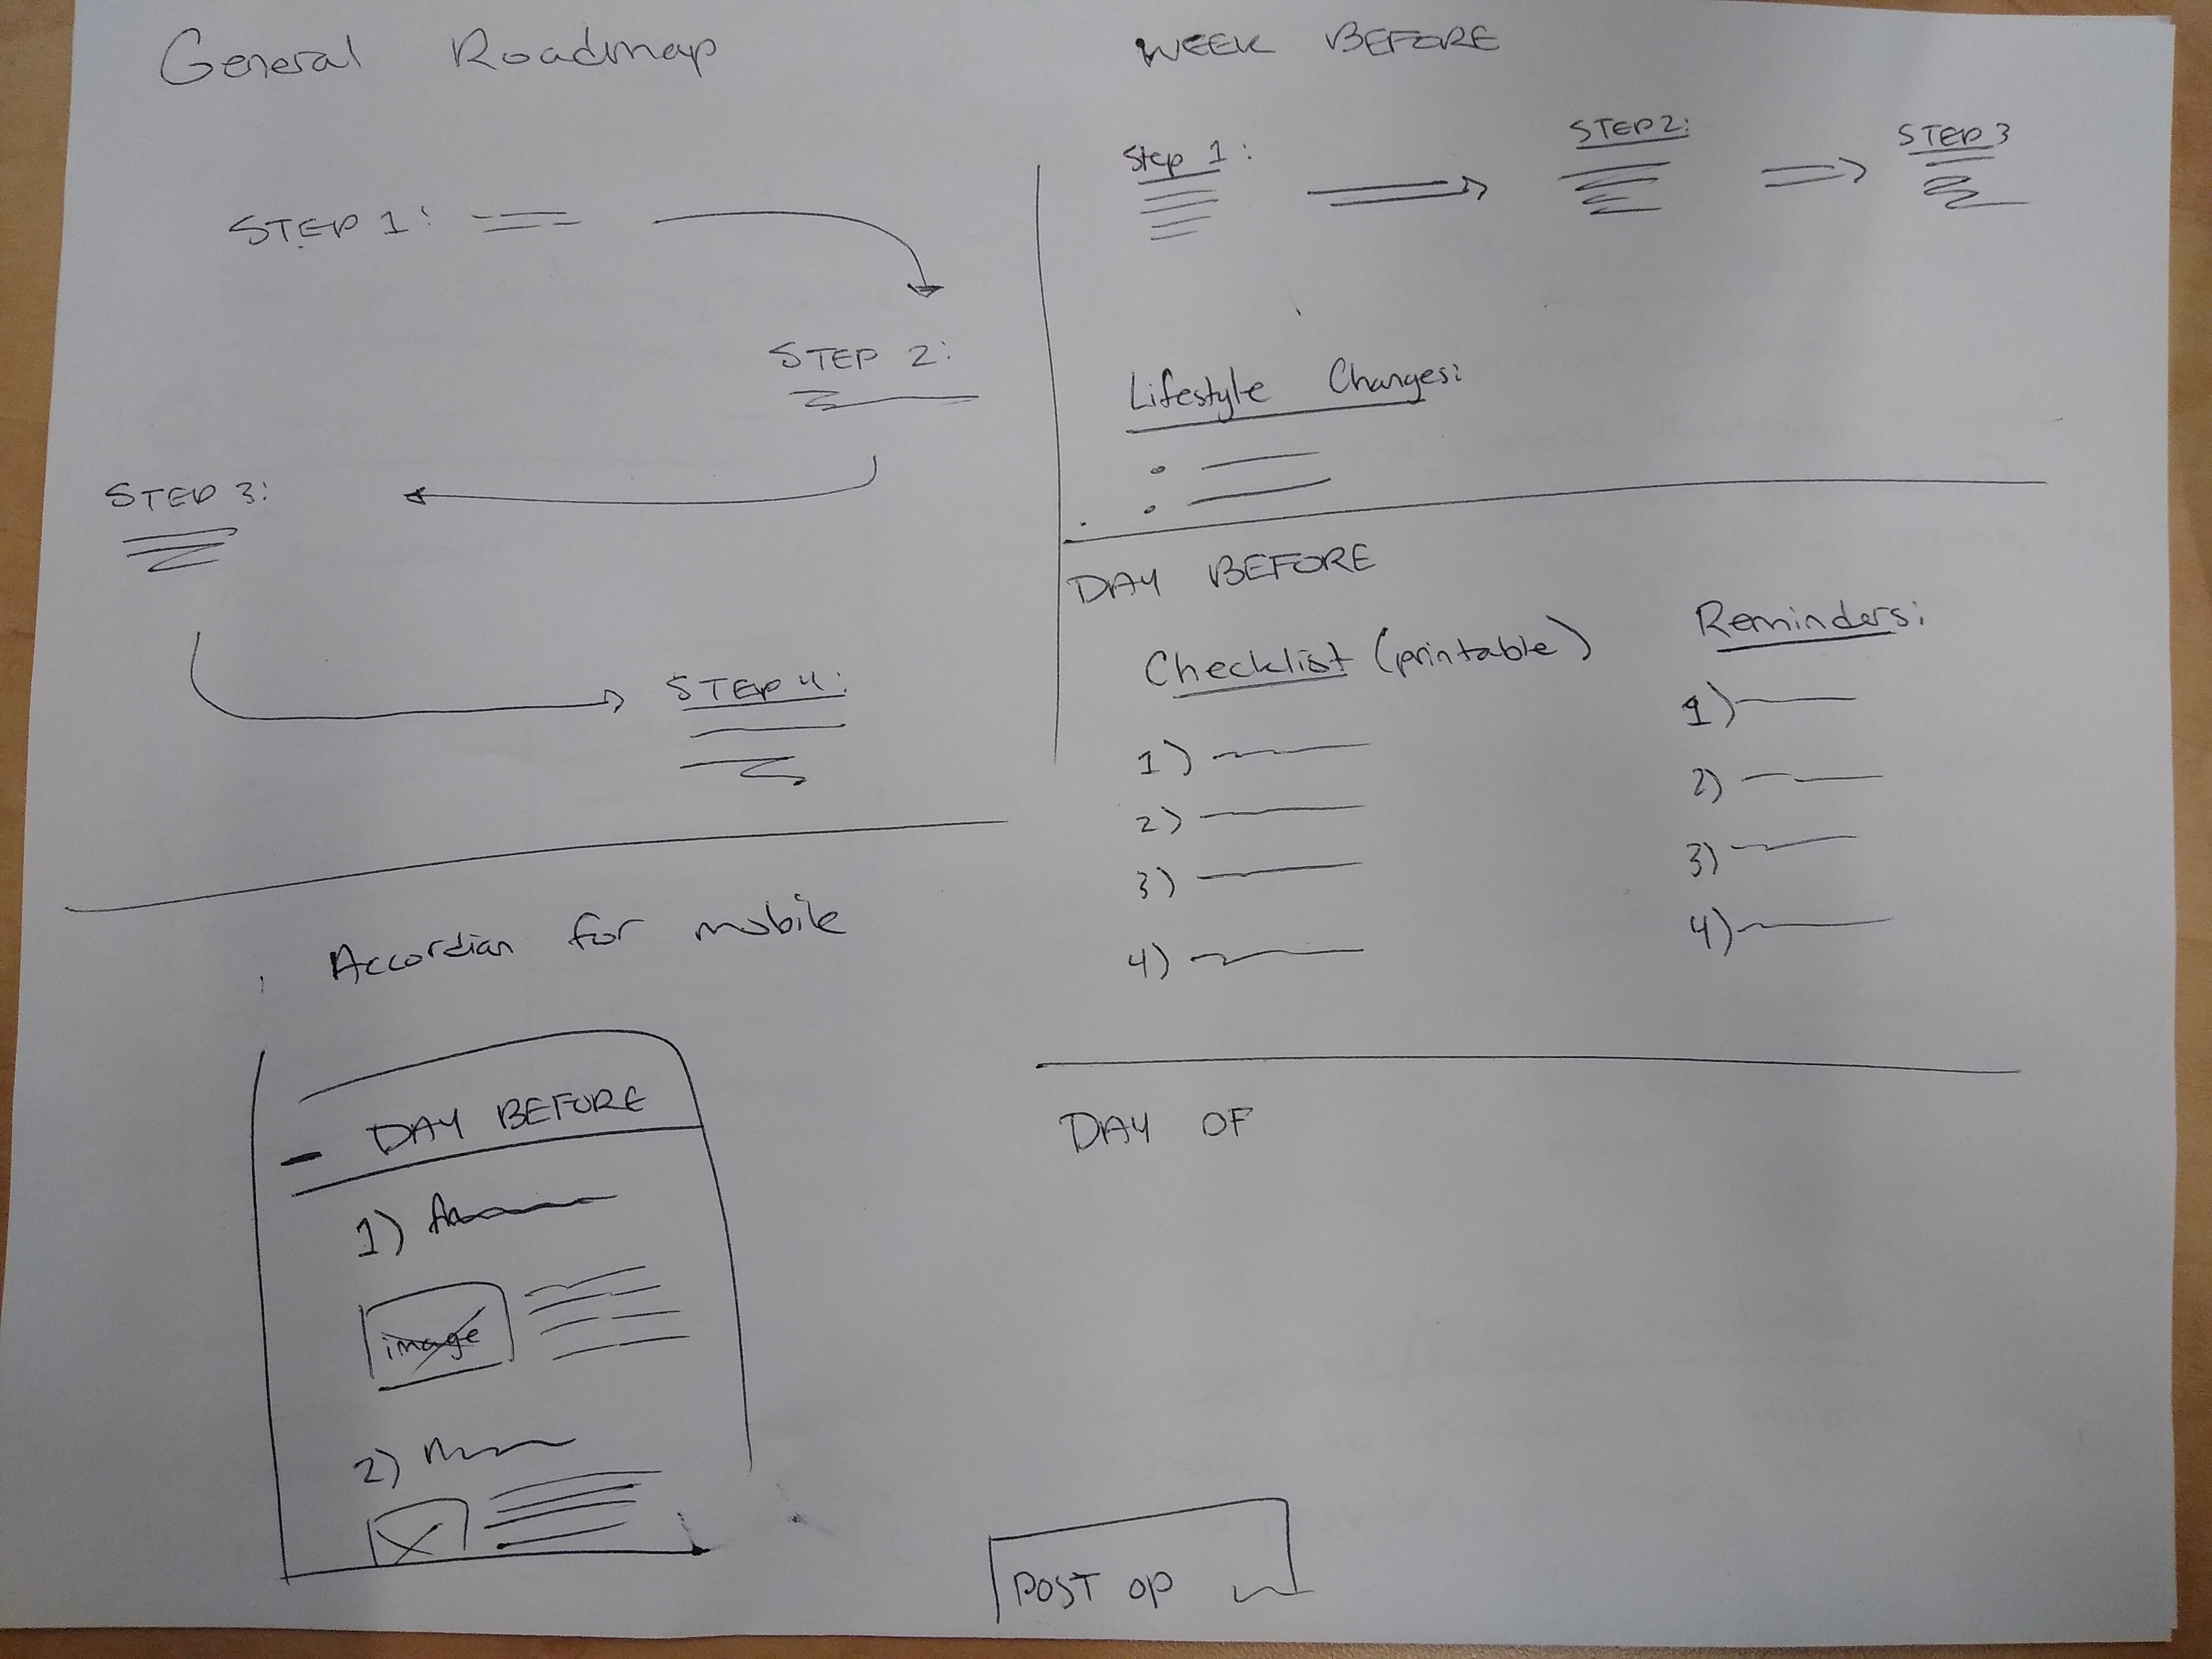 General Roadmap
STEP 1:
STEP 2:
STEP 3:
STEP 4:
Accordian for mobile
DAY BEFORE
1)
image
2)
WEEK BEFORE
Step 1:
STEP 2:
STEP 3
Lifestyle Changes:
DAY BEFORE
Checklist (printable)
1)
2)
3)
4)
Reminders:
1)
2)
3)
4)
DAY OF
POST OP